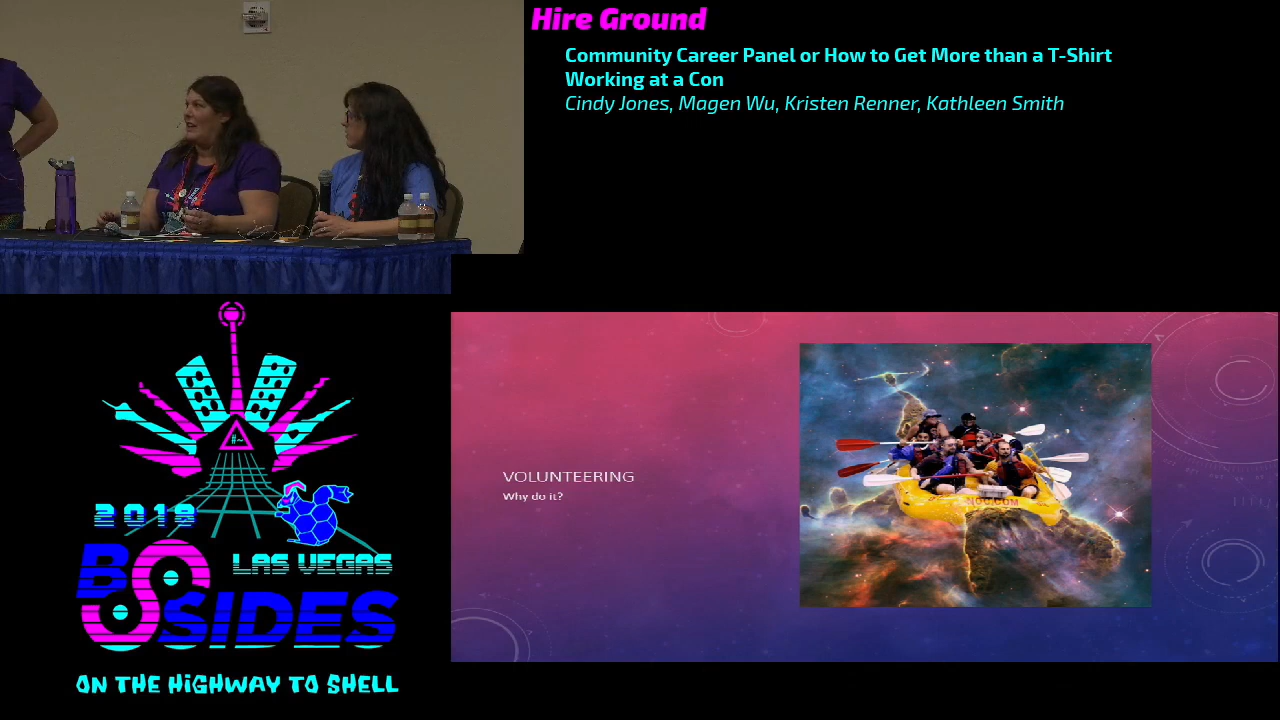 Hire Ground
Community Career Panel or How to Get More than a T-Shirt
Working at a Con
Cindy Jones, Magen Wu, Kristen Renner, Kathleen Smith
#~
2018
BSIDES
LAS VEGAS
ON THE HIGHWAY TO SHELL
VOLUNTEERING
Why do it?